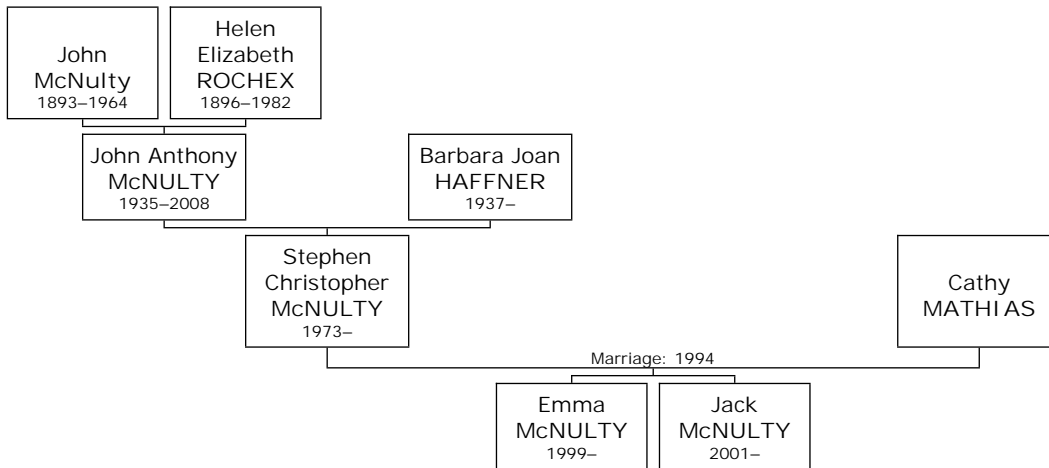 John
McNulty
1893–1964
Helen
Elizabeth
ROCHEX
1896–1982
John Anthony
McNULTY
1935–2008
Barbara Joan
HAFFNER
1937–
Stephen
Christopher
McNULTY
1973–
Cathy
MATHIAS
Marriage: 1994
Emma
McNULTY
1999–
Jack
McNULTY
2001–